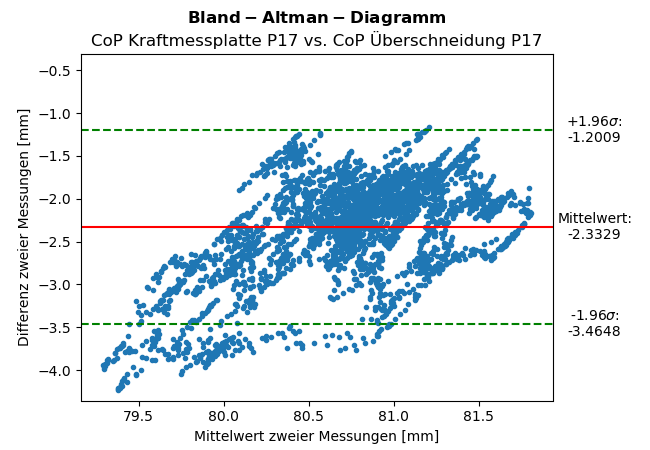 Bland − Altman − Diagramm
CoP Kraftmessplatte P17 vs. CoP Überschneidung P17
Differenz zweier Messungen [mm]
−0.5
−1.0
−1.5
−2.0
−2.5
−3.0
−3.5
−4.0
+1.96σ:
-1.2009
Mittelwert:
-2.3329
-1.96σ:
-3.4648
79.5 80.0 80.5 81.0 81.5
Mittelwert zweier Messungen [mm]